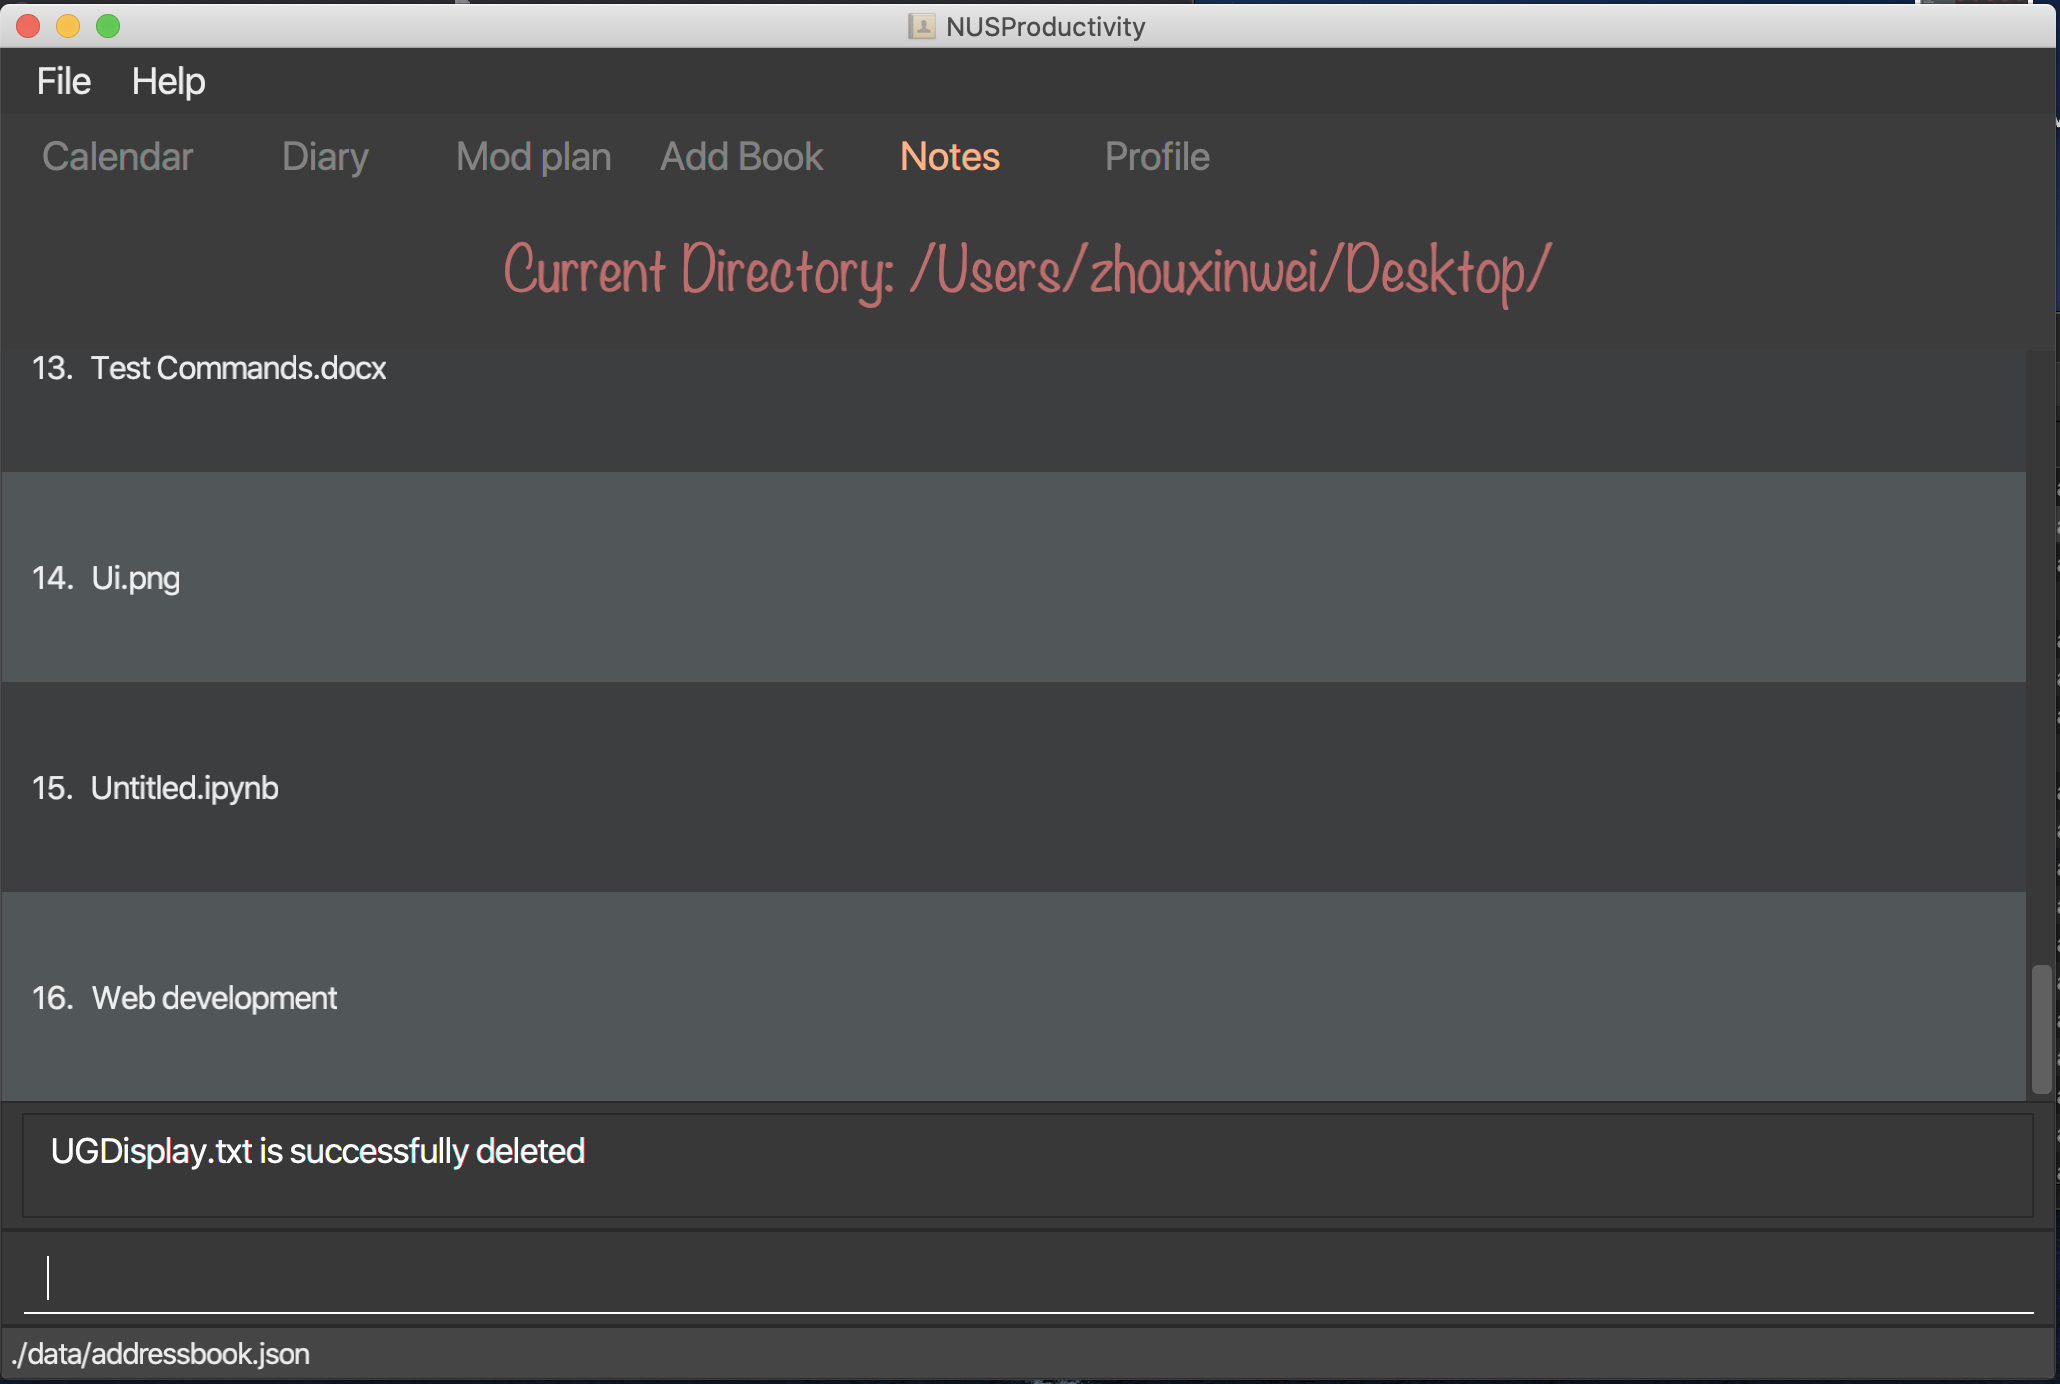 NUSProductivity
File Help
Calendar Diary Mod plan Add Book Notes Profile
Current Directory: /Users/zhouxinwei/Desktop/
13. Test Commands.docx
14. Ui.png
15. Untitled.ipynb
16. Web development
UGDisplay.txt is successfully deleted
./data/addressbook.json